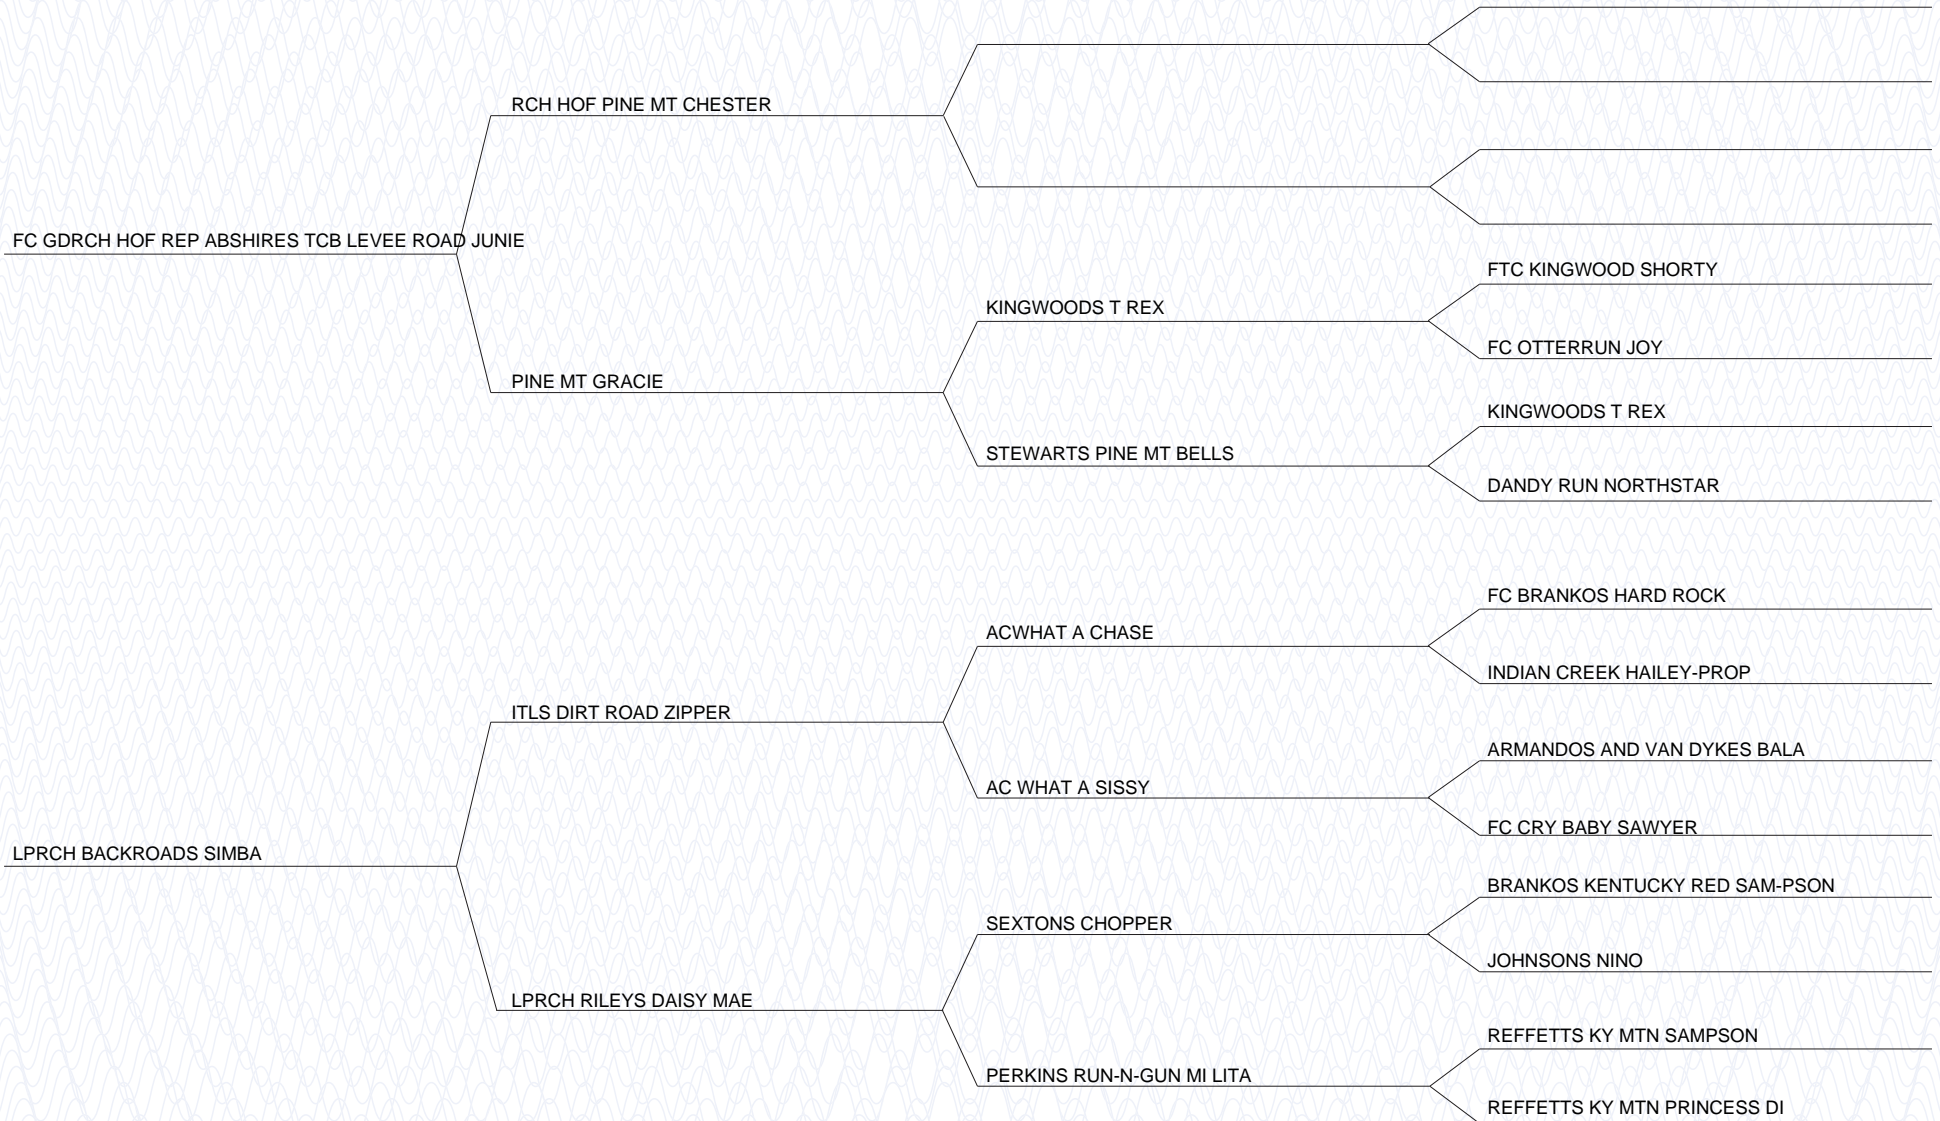 RCH HOF PINE MT CHESTER
FC GDRCH HOF REP ABSHIRES TCB LEVEE ROAD JUNIE
FTC KINGWOOD SHORTY
KINGWOODS T REX
FC OTTERRUN JOY
PINE MT GRACIE
KINGWOODS T REX
STEWARTS PINE MT BELLS
DANDY RUN NORTHSTAR
FC BRANKOS HARD ROCK
ACWHAT A CHASE
INDIAN CREEK HAILEY-PROP
ITLS DIRT ROAD ZIPPER
ARMANDOS AND VAN DYKES BALA
AC WHAT A SISSY
FC CRY BABY SAWYER
LPRCH BACKROADS SIMBA
BRANKOS KENTUCKY RED SAM-PSON
SEXTONS CHOPPER
JOHNSONS NINO
LPRCH RILEYS DAISY MAE
REFFETTS KY MTN SAMPSON
PERKINS RUN-N-GUN MI LITA
REFFETTS KY MTN PRINCESS DI